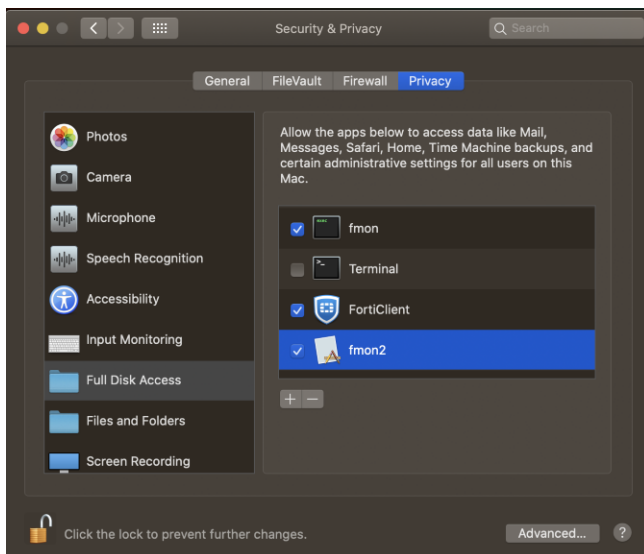 Security & Privacy
Search
General
FileVault
Firewall
Privacy
Photos
Camera
Microphone
Speech Recognition
Accessibility
Input Monitoring
Full Disk Access
Files and Folders
Screen Recording
Allow the apps below to access data like Mail,
Messages, Safari, Home, Time Machine backups, and
certain administrative settings for all users on this
Mac.
fmon
Terminal
FortiClient
fmon2
Click the lock to prevent further changes.
Advanced...
?